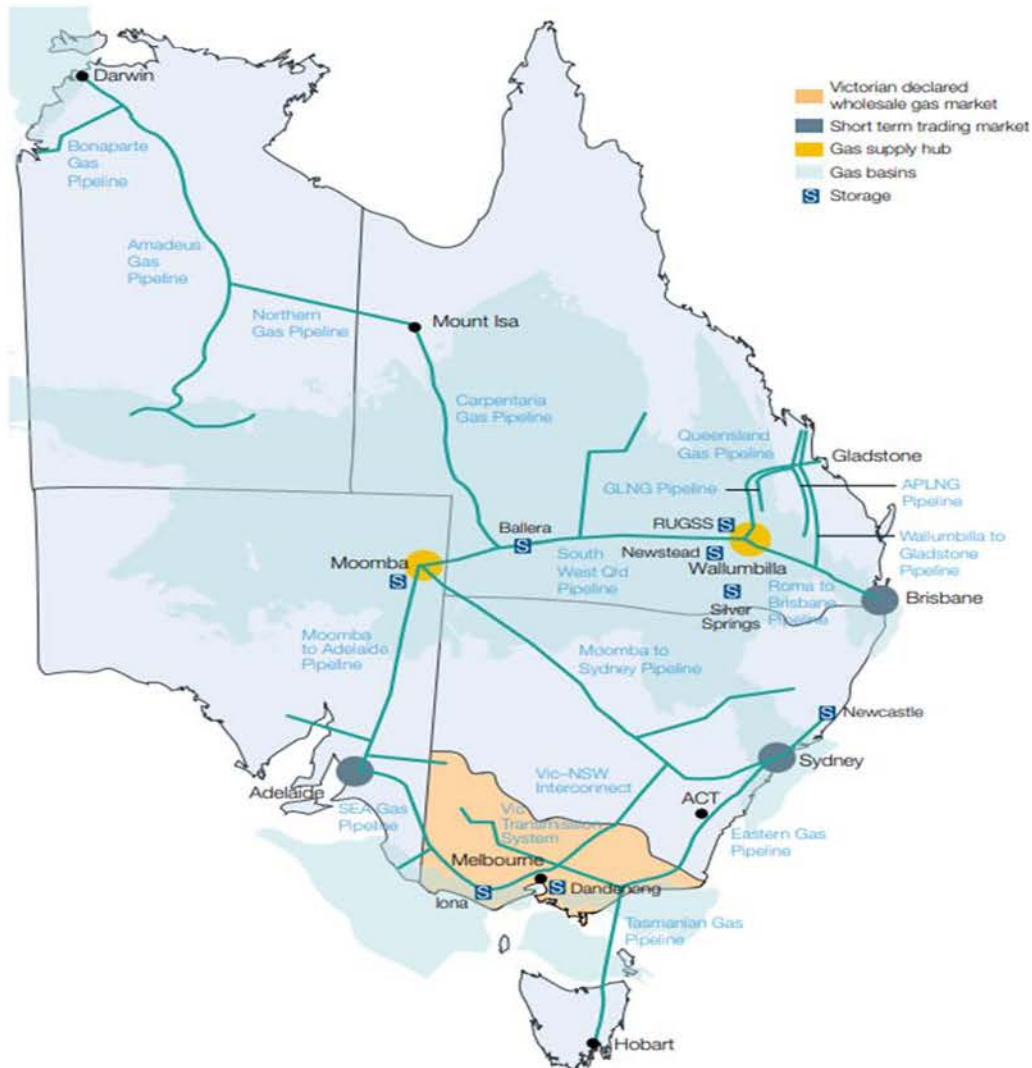 Darwin
Victorian declared
wholesale gas market
Short term trading market
Gas supply hub
Gas basins
S Storage
Bonaparte
Gas
Pipeline
Amadeus
Gas
Pipeline
Northern
Gas Pipeline
Mount Isa
Carpentaria
Gas Pipeline
Queensland
Gas Pipeline
Gladstone
GLNG Pipeline
APLNG
Pipeline
Ballera
S
RUGSS S
Newstead S
Wallumbilla
Wallumbilla to
Gladstone
Pipeline
Moomba
S
South
West Qld
Pipeline
S
Silver
Springs
Roma to
Brisbane
Pipeline
Brisbane
Moomba
to Adelaide
Pipeline
Moomba to
Sydney Pipeline
S Newcastle
Sydney
Adelaide
SEA Gas
Pipeline
Vic-NSW
Interconnect
ACT
Vic
Transmission
System
Eastern Gas
Pipeline
Melbourne
S Dandenong
Iona S
Tasmanian Gas
Pipeline
Hobart